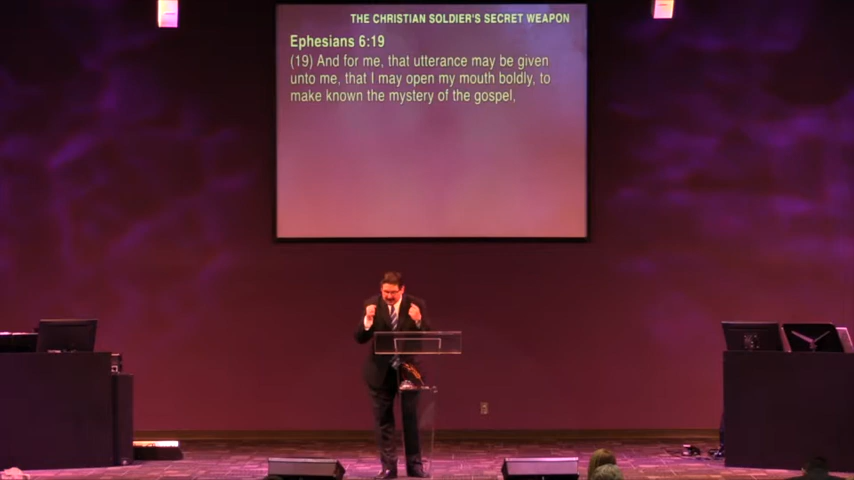 THE CHRISTIAN SOLDIER'S SECRET WEAPON
Ephesians 6:19
(19) And for me, that utterance may be given
unto me, that I may open my mouth boldly, to
make known the mystery of the gospel,